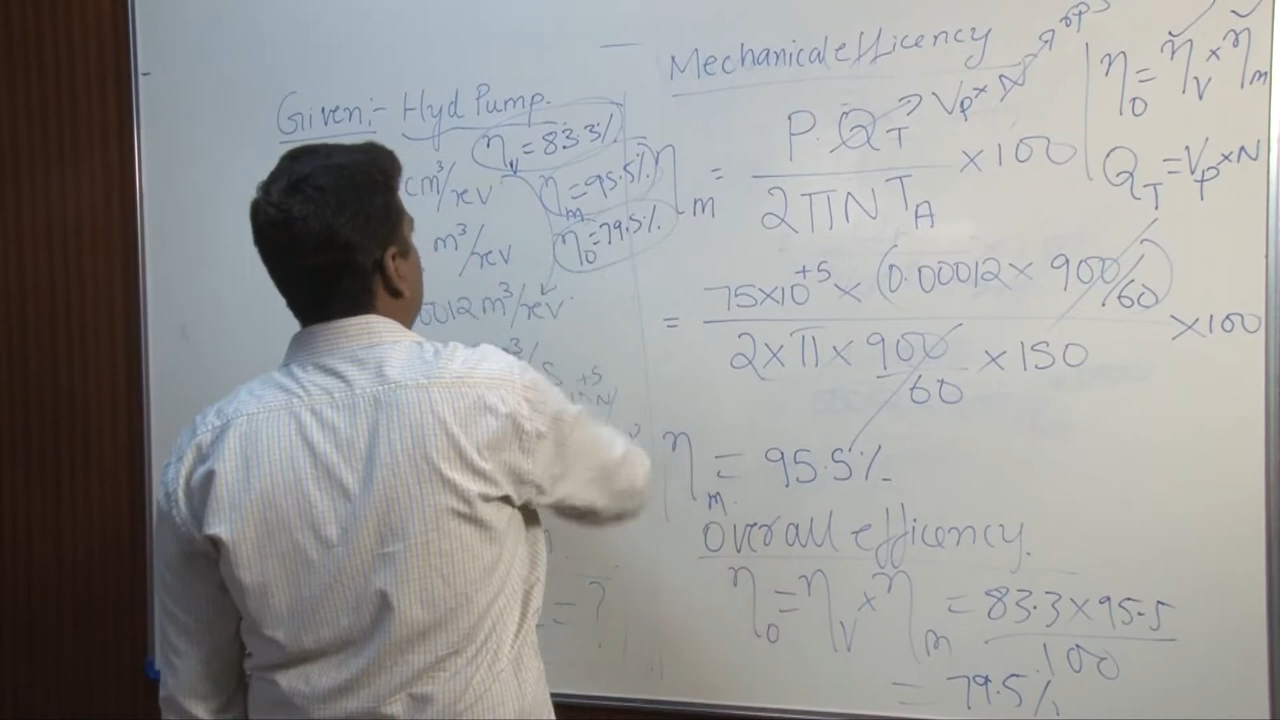 Given:- Hyd Pump.
ηv = 83.3%
cm³/rev
ηm = 95.5%
m³/rev
η0 = 79.5%
0012 m³/rev
= ?
Mechanical efficency
ηm = P.QT / 2πNTA × 100
Vp × N
= 75×10⁺⁵ × (0.00012 × 900/60) / 2 × π × 900/60 × 150 × 100
ηm = 95.5%
Overall efficency.
η0 = ηv × ηm = 83.3 × 95.5 / 100
= 79.5%
η0 = ηv × ηm
QT = Vp × N